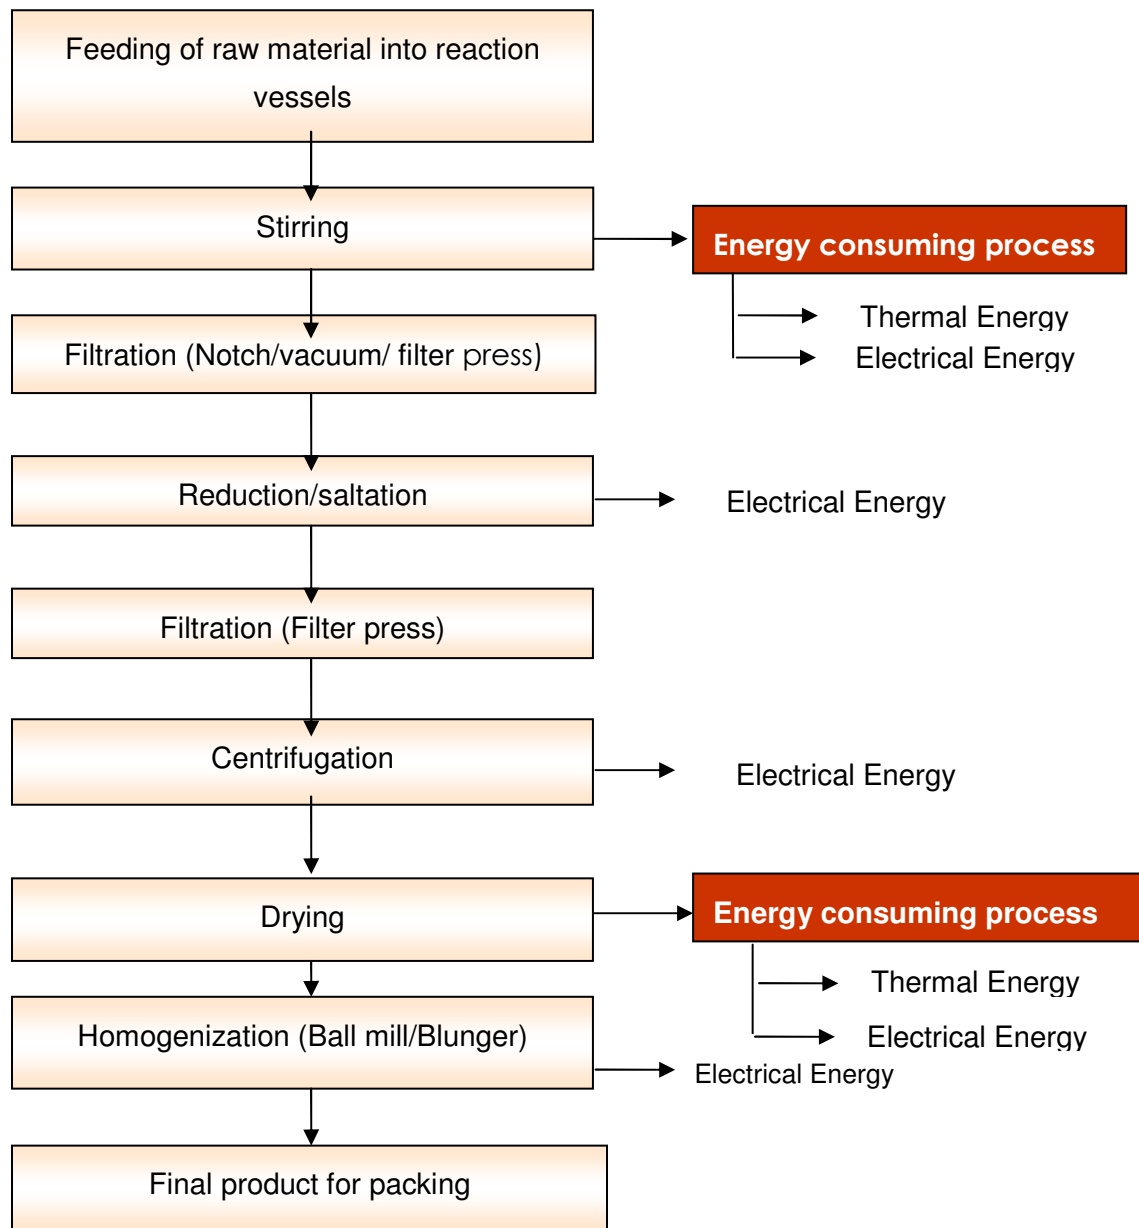 Feeding of raw material into reaction
vessels
Stirring
Energy consuming process
Thermal Energy
Electrical Energy
Filtration (Notch/vacuum/ filter press)
Reduction/saltation
Electrical Energy
Filtration (Filter press)
Centrifugation
Electrical Energy
Drying
Energy consuming process
Thermal Energy
Electrical Energy
Homogenization (Ball mill/Blunger)
Electrical Energy
Final product for packing